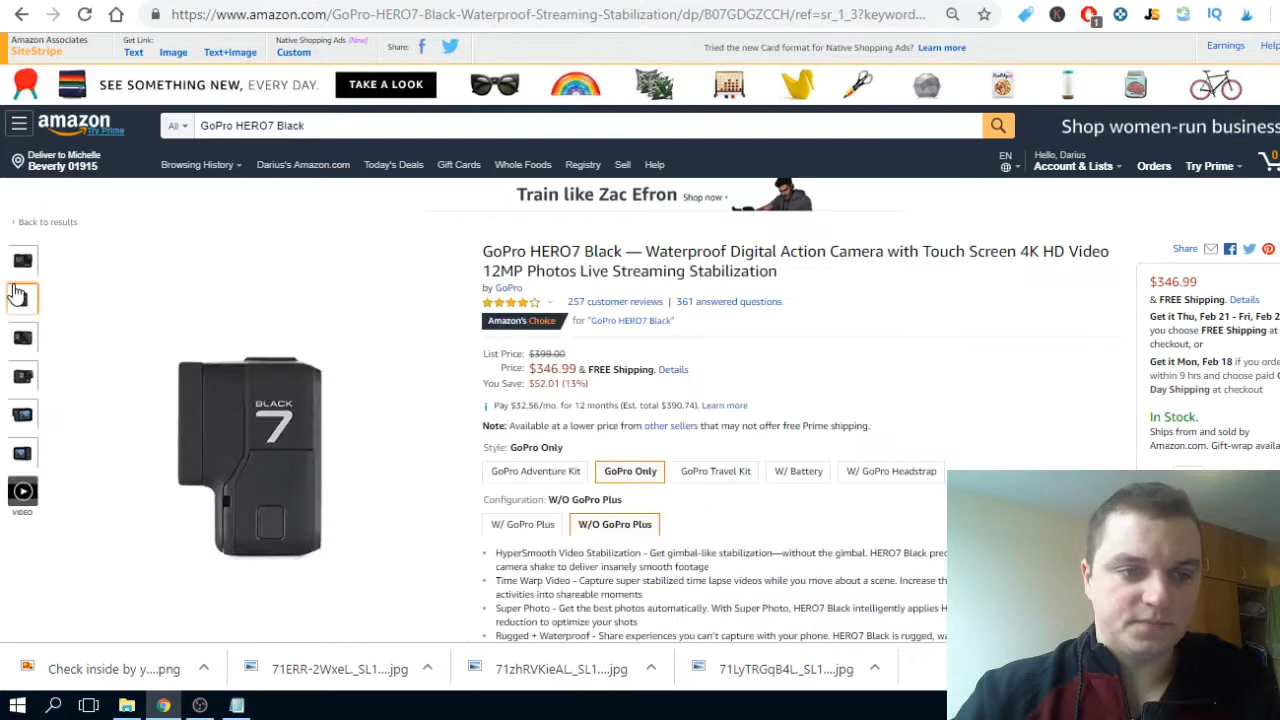 https://www.amazon.com/GoPro-HERO7-Black-Waterproof-Streaming-Stabilization/dp/B07GDGZCCH/ref=sr_1_3?keyword...
1
JS
IQ
Amazon Associates
SiteStripe
Get Link:
Text
Image
Text+Image
Native Shopping Ads (New)
Custom
Share:
Tried the new Card format for Native Shopping Ads? Learn more
Earnings
Help
SEE SOMETHING NEW, EVERY DAY.
TAKE A LOOK
amazon
Try Prime
All
GoPro HERO7 Black
Shop women-run business
Deliver to Michelle
Beverly 01915
Browsing History
Darius's Amazon.com
Today's Deals
Gift Cards
Whole Foods
Registry
Sell
Help
EN
Hello, Darius
Account & Lists
Orders
Try Prime
0
Train like Zac Efron
Shop now
‹ Back to results
GoPro HERO7 Black — Waterproof Digital Action Camera with Touch Screen 4K HD Video
12MP Photos Live Streaming Stabilization
by GoPro
257 customer reviews | 361 answered questions
Amazon's Choice for "GoPro HERO7 Black"
List Price: $399.00
Price: $346.99 & FREE Shipping. Details
You Save: $52.01 (13%)
Pay $32.56/mo. for 12 months (Est. total $390.74). Learn more
Note: Available at a lower price from other sellers that may not offer free Prime shipping.
Style: GoPro Only
GoPro Adventure Kit
GoPro Only
GoPro Travel Kit
W/ Battery
W/ GoPro Headstrap
Configuration: W/O GoPro Plus
W/ GoPro Plus
W/O GoPro Plus
• HyperSmooth Video Stabilization - Get gimbal-like stabilization—without the gimbal. HERO7 Black prec
camera shake to deliver insanely smooth footage
• Time Warp Video - Capture super stabilized time lapse videos while you move about a scene. Increase th
activities into shareable moments
• Super Photo - Get the best photos automatically. With Super Photo, HERO7 Black intelligently applies H
reduction to optimize your shots
• Rugged + Waterproof - Share experiences you can't capture with your phone. HERO7 Black is rugged, wa
Share
$346.99
& FREE Shipping. Details
Get it Thu, Feb 21 - Fri, Feb 2
you choose FREE Shipping at
checkout, or
Get it Mon, Feb 18 if you orde
within 9 hrs and choose paid
Day Shipping at checkout
In Stock.
Ships from and sold by
Amazon.com. Gift-wrap availa
BLACK
7
VIDEO
Check inside by y....png
71ERR-2WxeL._SL1....jpg
71zhRVKieAL._SL1....jpg
71LyTRGqB4L._SL1....jpg